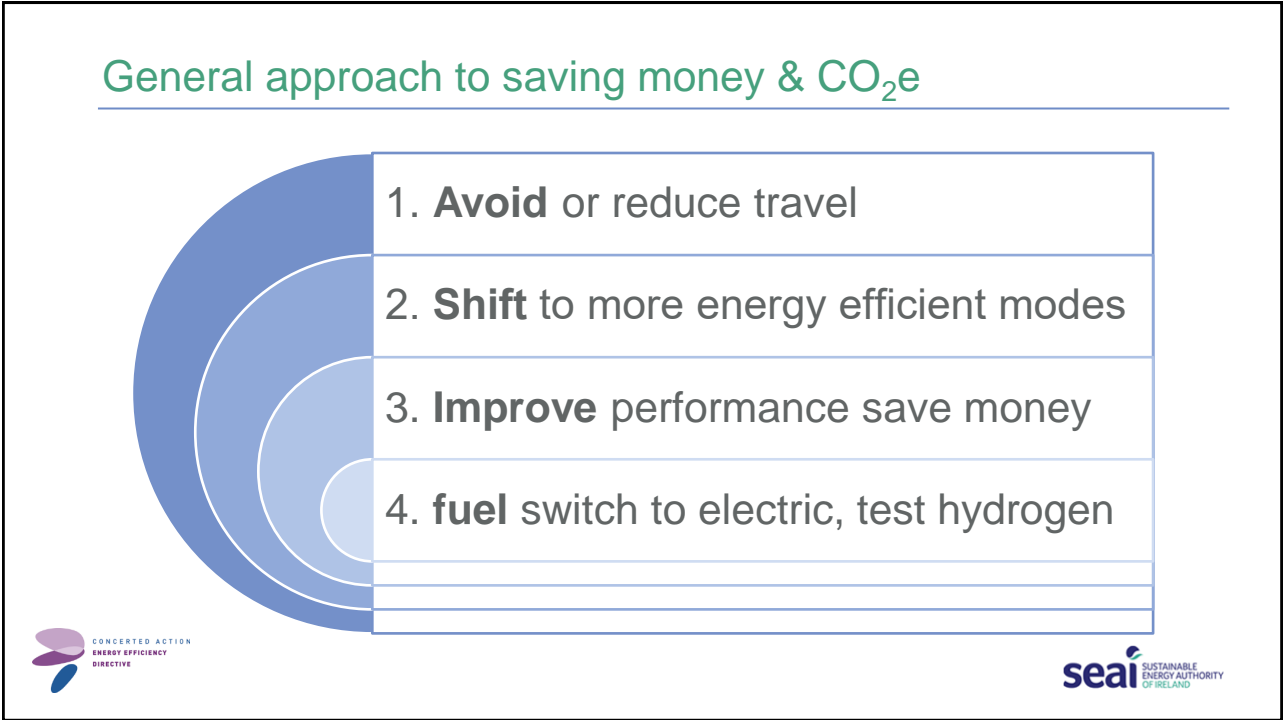 General approach to saving money & CO₂e
1. Avoid or reduce travel
2. Shift to more energy efficient modes
3. Improve performance save money
4. fuel switch to electric, test hydrogen
CONCERTED ACTION
ENERGY EFFICIENCY
DIRECTIVE
seai
SUSTAINABLE
ENERGY AUTHORITY
OF IRELAND